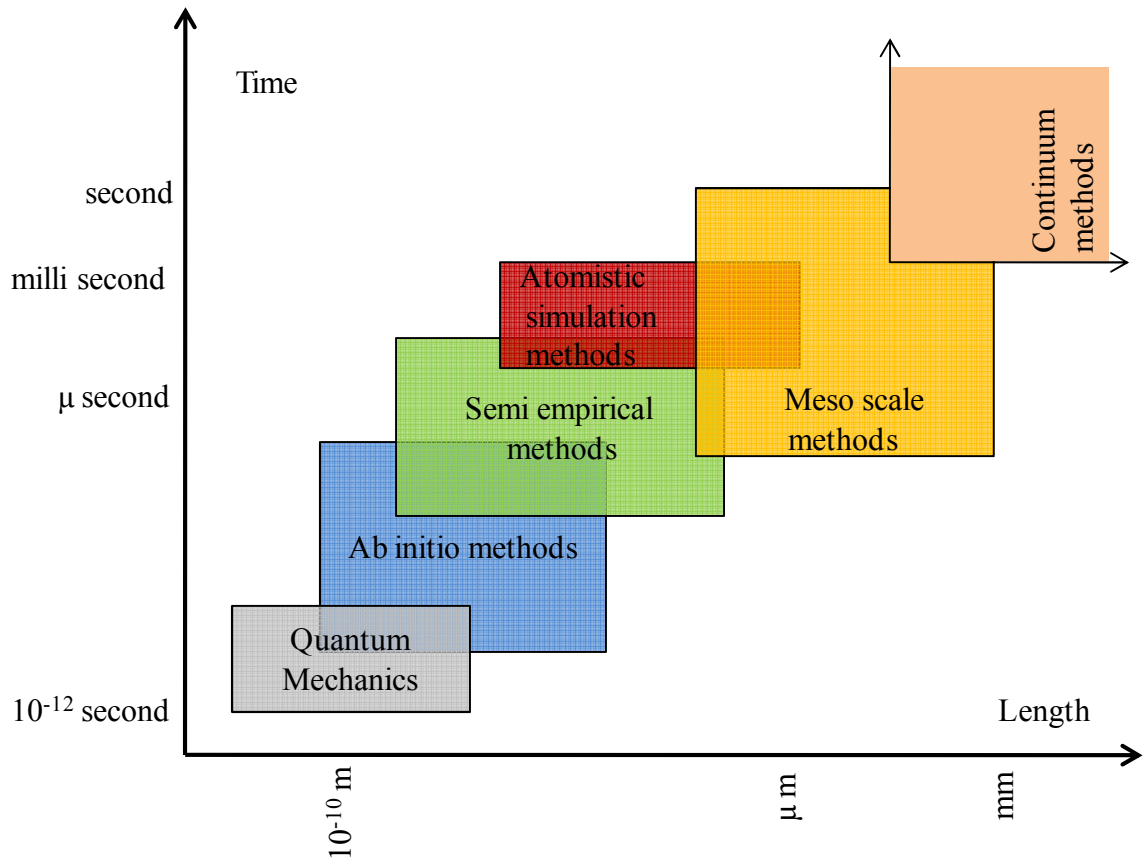 Time
second
milli second
μ second
10⁻¹² second
Continuum
methods
Atomistic
simulation
methods
Semi empirical
methods
Meso scale
methods
Ab initio methods
Quantum
Mechanics
Length
10⁻¹⁰ m
μ m
mm